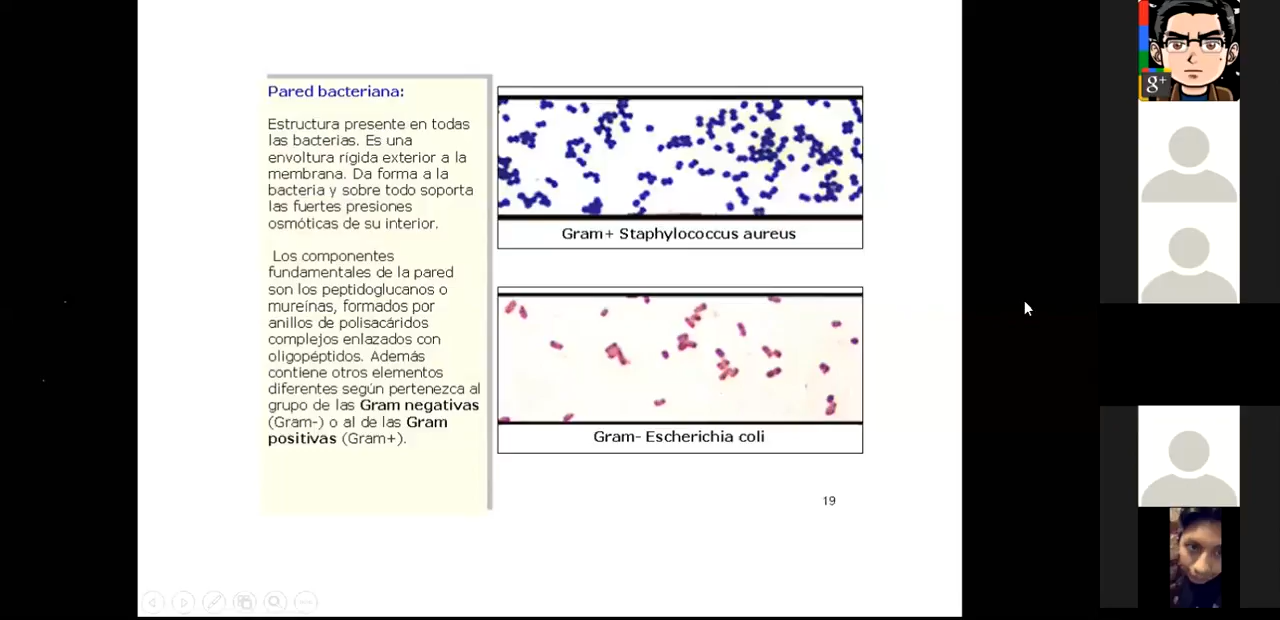 Pared bacteriana:
Estructura presente en todas
las bacterias. Es una
envoltura rígida exterior a la
membrana. Da forma a la
bacteria y sobre todo soporta
las fuertes presiones
osmóticas de su interior.
Los componentes
fundamentales de la pared
son los peptidoglucanos o
mureínas, formados por
anillos de polisacáridos
complejos enlazados con
oligopéptidos. Además
contiene otros elementos
diferentes según pertenezca al
grupo de las Gram negativas
(Gram-) o al de las Gram
positivas (Gram+).
Gram+ Staphylococcus aureus
Gram- Escherichia coli
19
g+